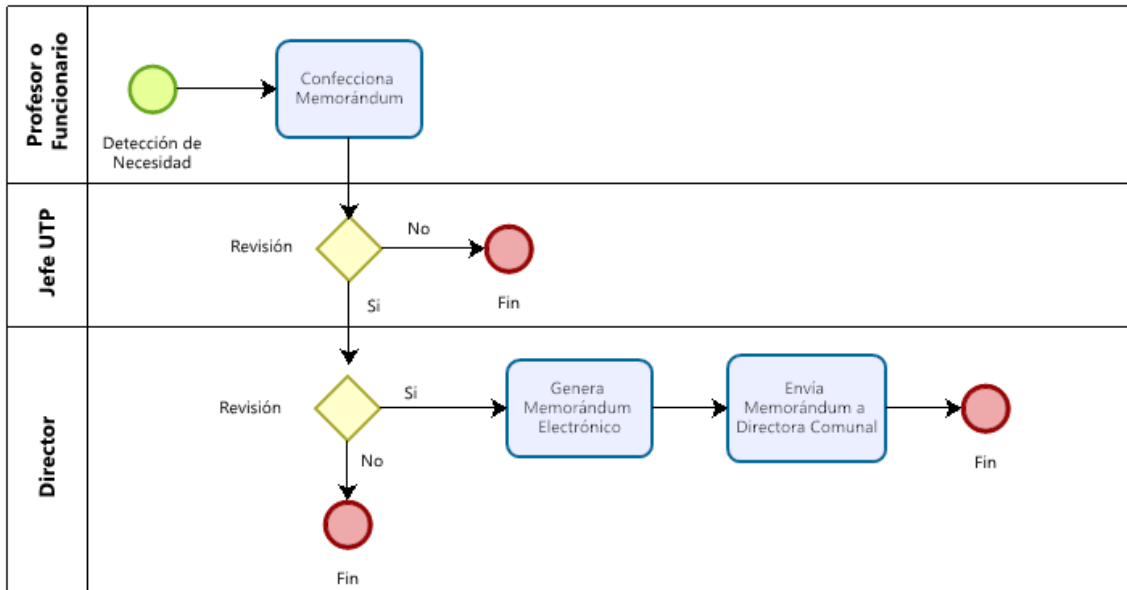 Profesor o
Funcionario
Detección de
Necesidad
Confecciona
Memorándum
Jefe UTP
Revisión
No
Fin
Si
Director
Revisión
Si
Genera
Memorándum
Electrónico
Envía
Memorándum a
Directora Comunal
Fin
No
Fin